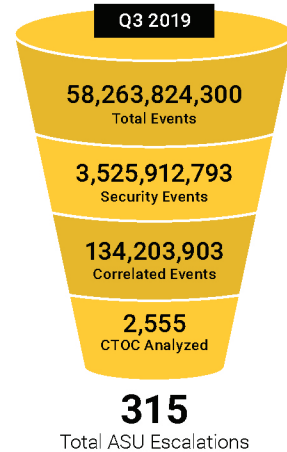 Q3 2019
58,263,824,300
Total Events
3,525,912,793
Security Events
134,203,903
Correlated Events
2,555
CTOC Analyzed
315
Total ASU Escalations